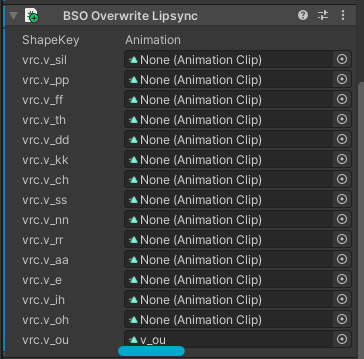 BSO Overwrite Lipsync
ShapeKey Animation
vrc.v_sil None (Animation Clip)
vrc.v_pp None (Animation Clip)
vrc.v_ff None (Animation Clip)
vrc.v_th None (Animation Clip)
vrc.v_dd None (Animation Clip)
vrc.v_kk None (Animation Clip)
vrc.v_ch None (Animation Clip)
vrc.v_ss None (Animation Clip)
vrc.v_nn None (Animation Clip)
vrc.v_rr None (Animation Clip)
vrc.v_aa None (Animation Clip)
vrc.v_e None (Animation Clip)
vrc.v_ih None (Animation Clip)
vrc.v_oh None (Animation Clip)
vrc.v_ou v_ou